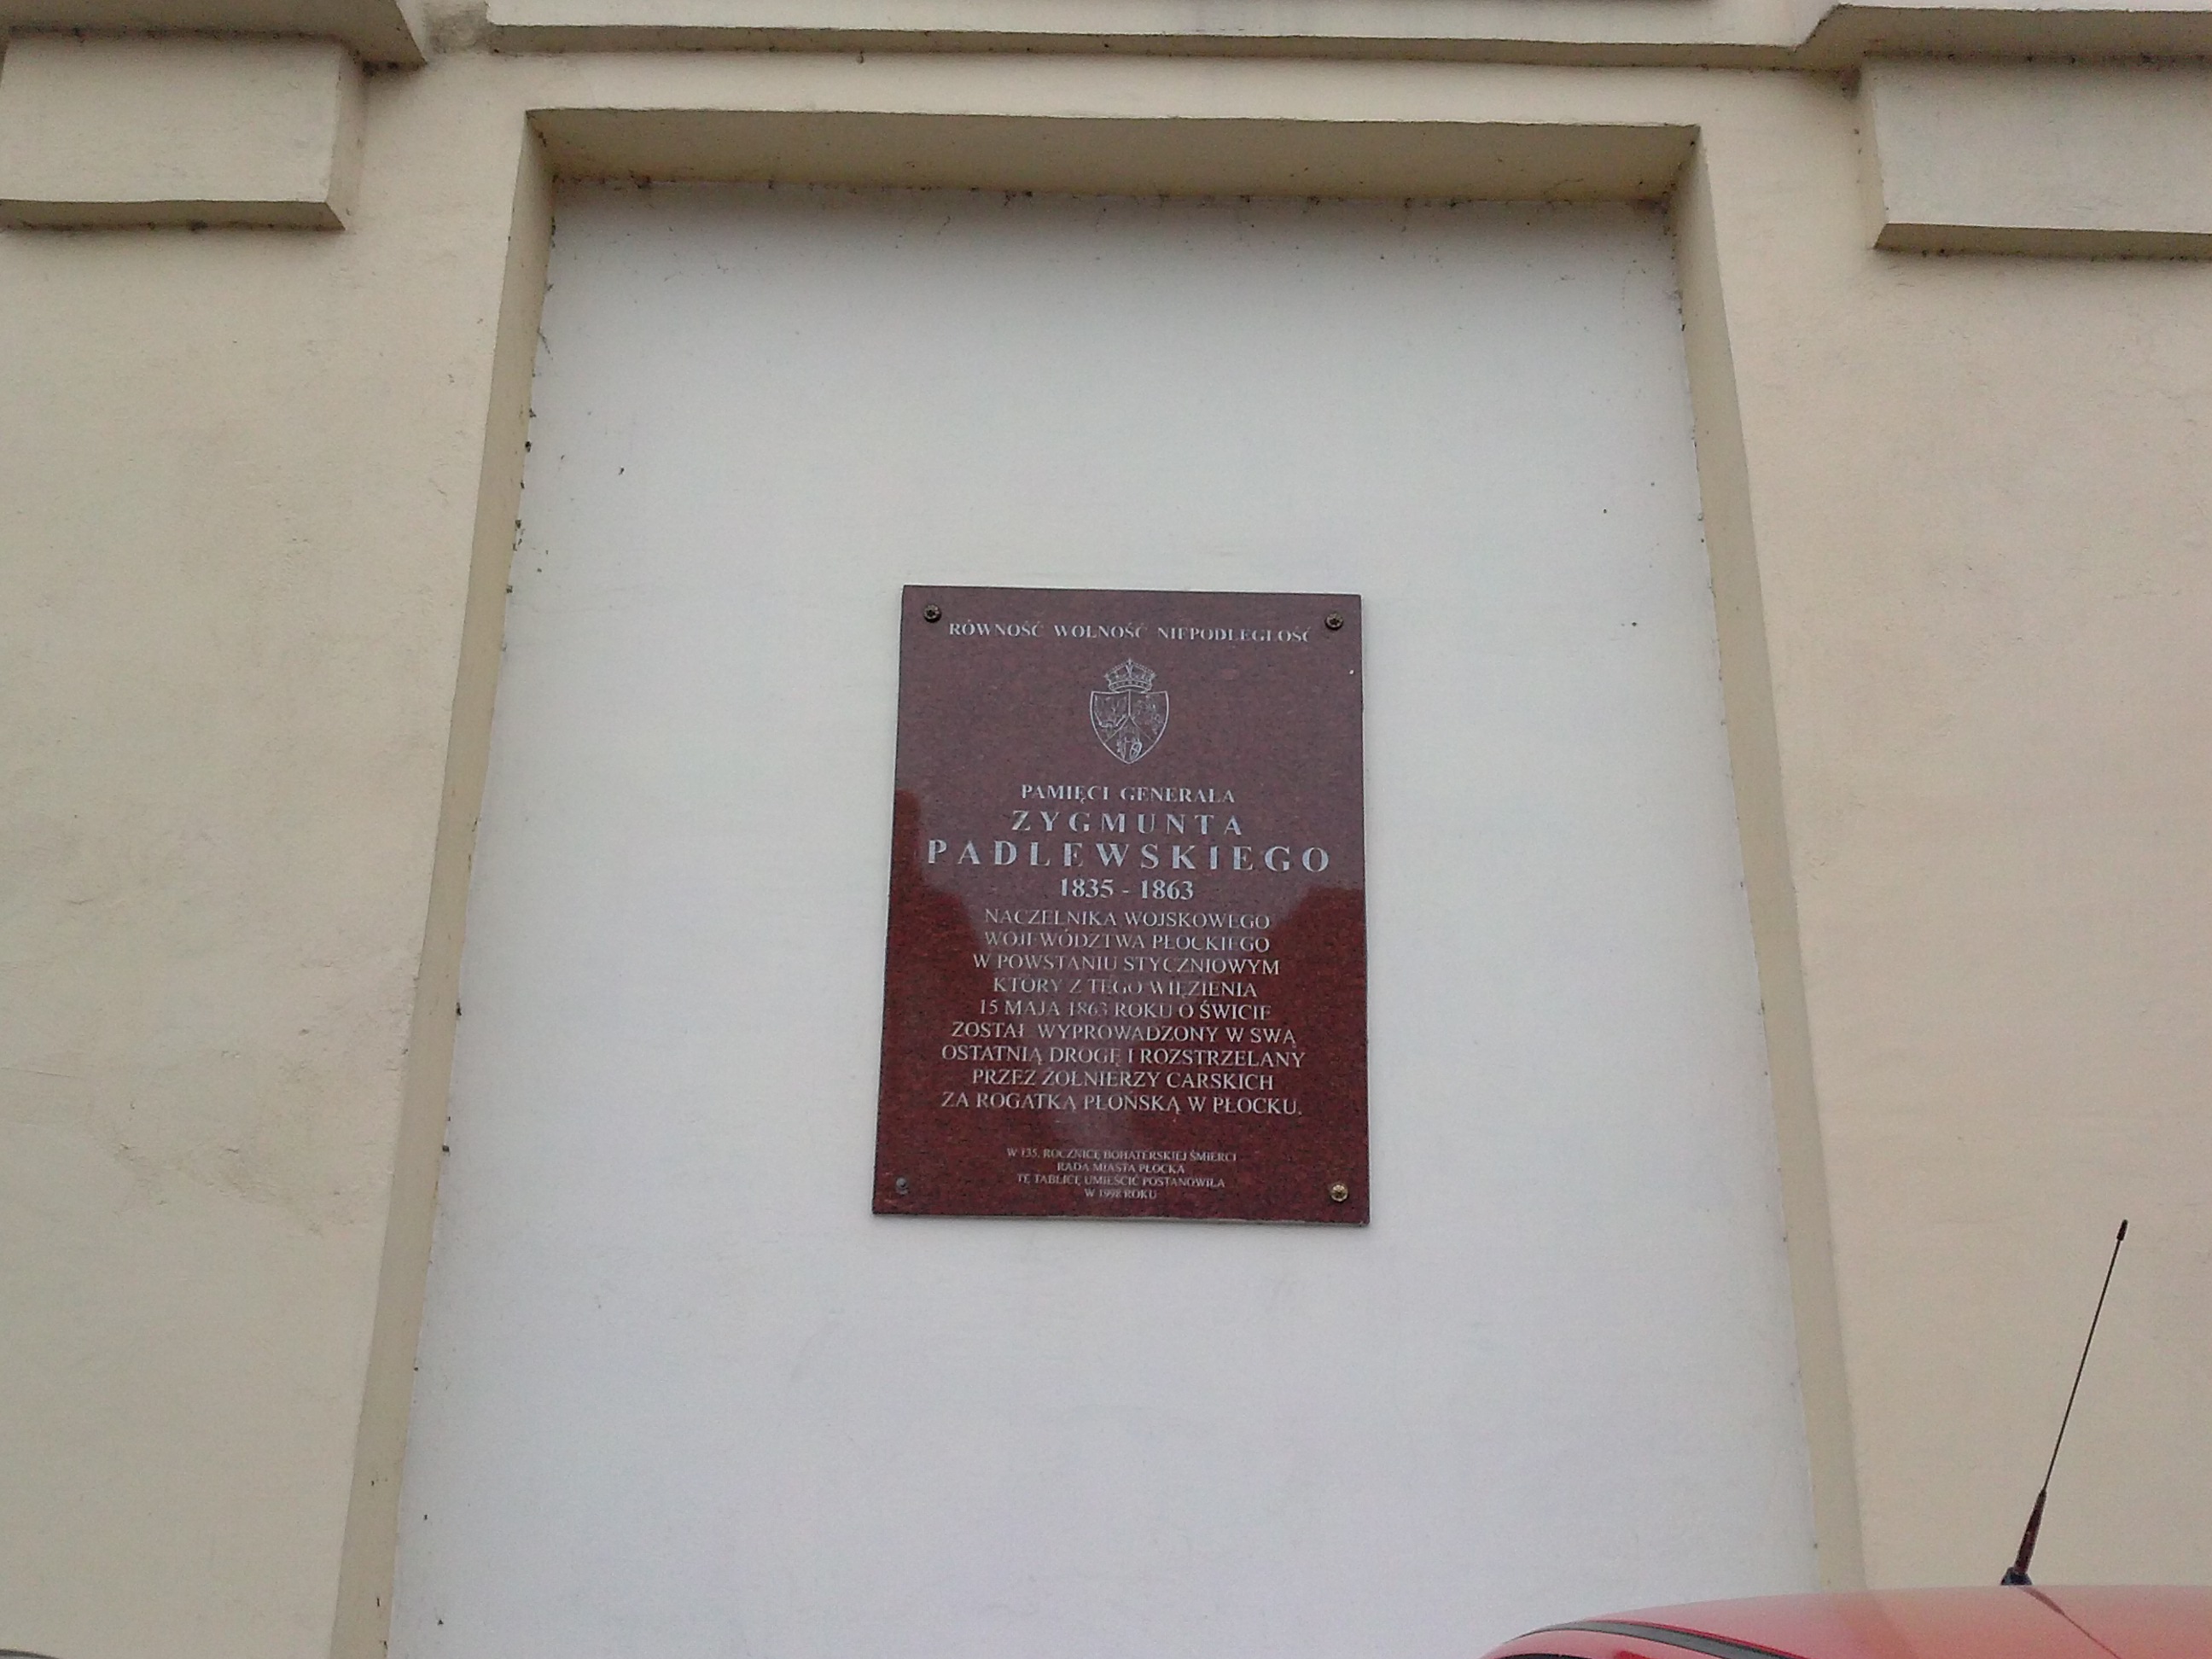 RÓWNOŚĆ WOLNOŚĆ NIEPODLEGŁOŚĆ
PAMIĘCI GENERAŁA
ZYGMUNTA
PADLEWSKIEGO
1835 - 1863
NACZELNIKA WOJSKOWEGO
WOJEWÓDZTWA PŁOCKIEGO
W POWSTANIU STYCZNIOWYM
KTÓRY Z TEGO WIĘZIENIA
15 MAJA 1863 ROKU O ŚWICIE
ZOSTAŁ WYPROWADZONY W SWĄ
OSTATNIĄ DROGĘ I ROZSTRZELANY
PRZEZ ŻOŁNIERZY CARSKICH
ZA ROGATKĄ PŁOŃSKĄ W PŁOCKU.
W 135. ROCZNICĘ BOHATERSKIEJ ŚMIERCI
RADA MIASTA PŁOCKA
TĘ TABLICĘ UMIEŚCIĆ POSTANOWIŁA
W 1998 ROKU